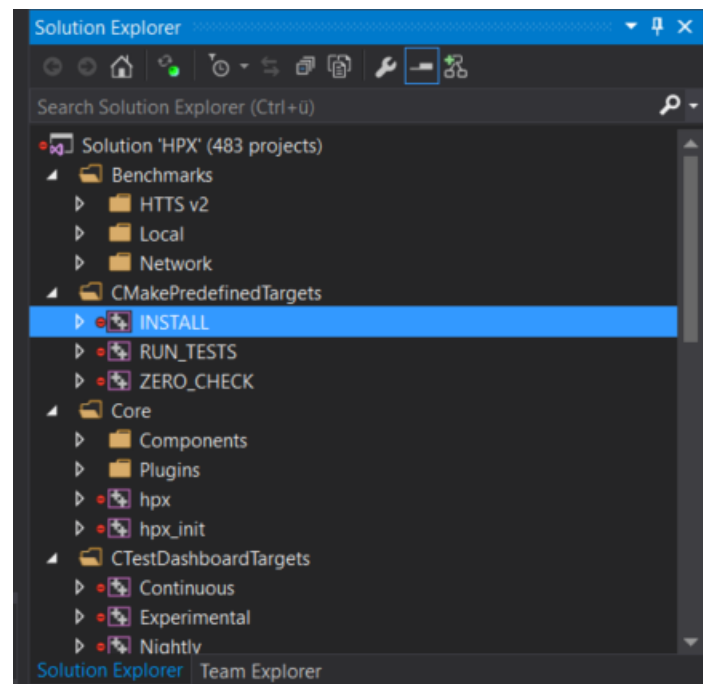 Solution Explorer
Search Solution Explorer (Ctrl+ü)
Solution 'HPX' (483 projects)
Benchmarks
HTTS v2
Local
Network
CMakePredefinedTargets
INSTALL
RUN_TESTS
ZERO_CHECK
Core
Components
Plugins
hpx
hpx_init
CTestDashboardTargets
Continuous
Experimental
Nightly
Solution Explorer Team Explorer